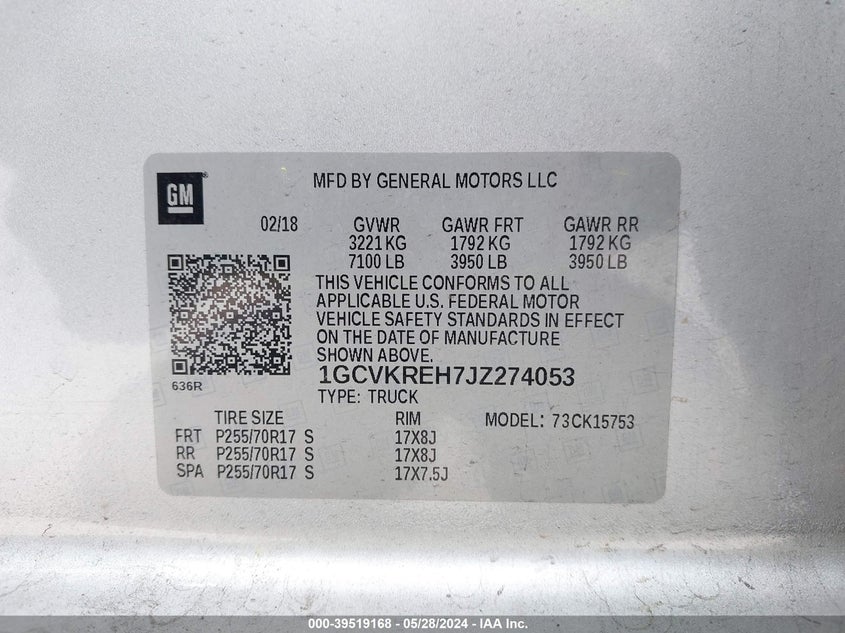 GM
MFD BY GENERAL MOTORS LLC
02/18 GVWR GAWR FRT GAWR RR
3221 KG 1792 KG 1792 KG
7100 LB 3950 LB 3950 LB
THIS VEHICLE CONFORMS TO ALL
APPLICABLE U.S. FEDERAL MOTOR
VEHICLE SAFETY STANDARDS IN EFFECT
ON THE DATE OF MANUFACTURE
SHOWN ABOVE.
636R
1GCVKREH7JZ274053
TYPE: TRUCK
TIRE SIZE RIM MODEL: 73CK15753
FRT P255/70R17 S 17X8J
RR P255/70R17 S 17X8J
SPA P255/70R17 S 17X7.5J
000-39519168 - 05/28/2024 - IAA Inc.